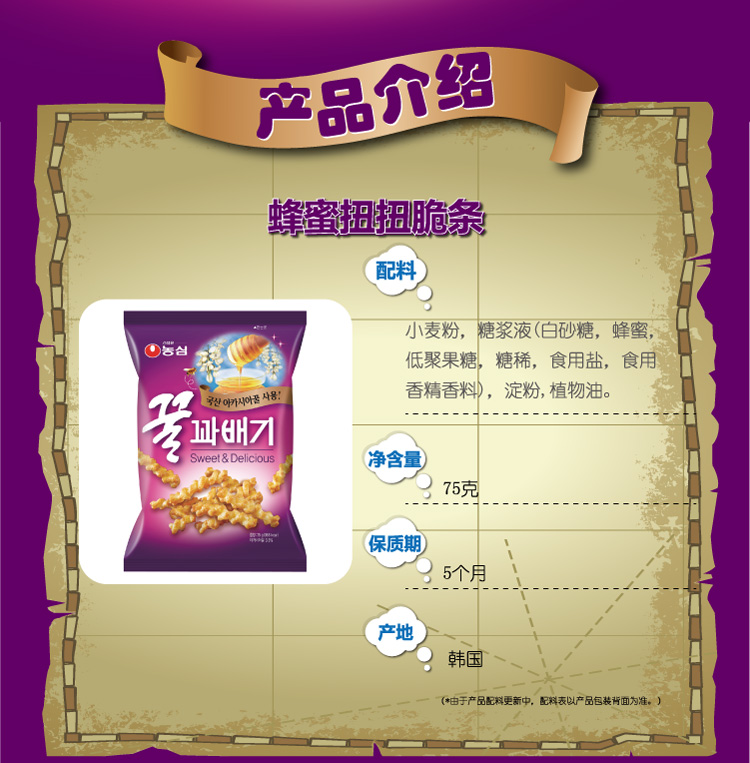 产品介绍
蜂蜜扭扭脆条
配料
小麦粉，糖浆液(白砂糖，蜂蜜，
低聚果糖，糖稀，食用盐，食用
香精香料)，淀粉,植物油。
净含量
75克
保质期
5个月
产地
韩国
(*由于产品配料更新中，配料表以产品包装背面为准。)
농심
국산 아카시아꿀 사용!
꿀
꽈배기
Sweet & Delicious